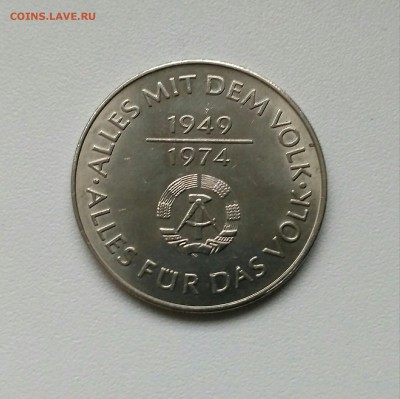 COINS.LAVE.RU
·ALLES MIT DEM VOLK·
1949
1974
ALLES FÜR DAS VOLK